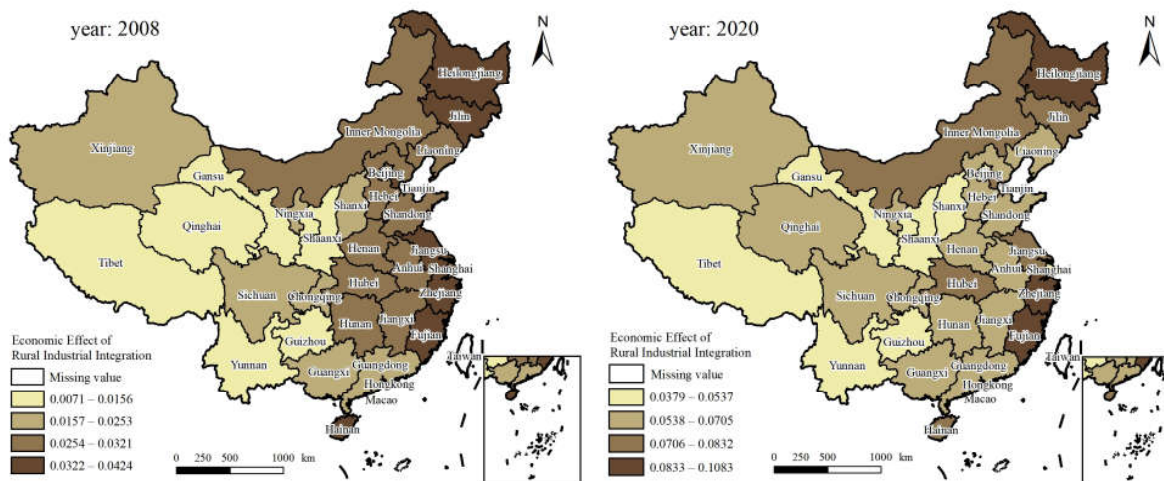 year: 2008
N
Heilongjiang
Jilin
Inner Mongolia
Liaoning
Xinjiang
Beijing
Gansu
Tianjin
Hebei
Shanxi
Ningxia
Shandong
Qinghai
Shaanxi
Henan
Jiangsu
Tibet
Anhui
Shanghai
Hubei
Sichuan
Chongqing
Zhejiang
Hunan
Jiangxi
Fujian
Guizhou
Yunnan
Taiwan
Guangxi
Guangdong
Hongkong
Macao
Hainan
Economic Effect of
Rural Industrial Integration
Missing value
0.0071 – 0.0156
0.0157 – 0.0253
0.0254 – 0.0321
0.0322 – 0.0424
0 250 500 1000 km
year: 2020
N
Heilongjiang
Jilin
Inner Mongolia
Liaoning
Xinjiang
Beijing
Gansu
Tianjin
Hebei
Shanxi
Ningxia
Shandong
Qinghai
Shaanxi
Henan
Jiangsu
Tibet
Anhui
Shanghai
Hubei
Sichuan
Chongqing
Zhejiang
Hunan
Jiangxi
Fujian
Guizhou
Yunnan
Taiwan
Guangxi
Guangdong
Hongkong
Macao
Hainan
Economic Effect of
Rural Industrial Integration
Missing value
0.0379 – 0.0537
0.0538 – 0.0705
0.0706 – 0.0832
0.0833 – 0.1083
0 250 500 1000 km